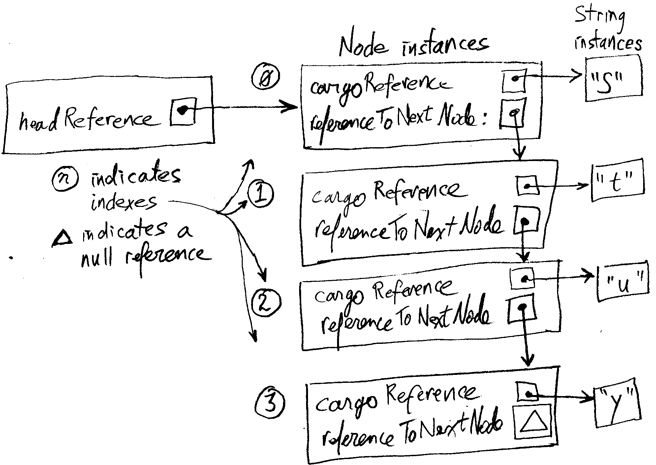 String
instances
Node instances
0
cargoReference
"S"
headReference
referenceToNextNode:
n indicates
indexes
1
cargoReference
"t"
referenceToNextNode
△ indicates a
null reference
2
cargoReference
"u"
referenceToNextNode
3
cargoReference
"y"
referenceToNextNode △